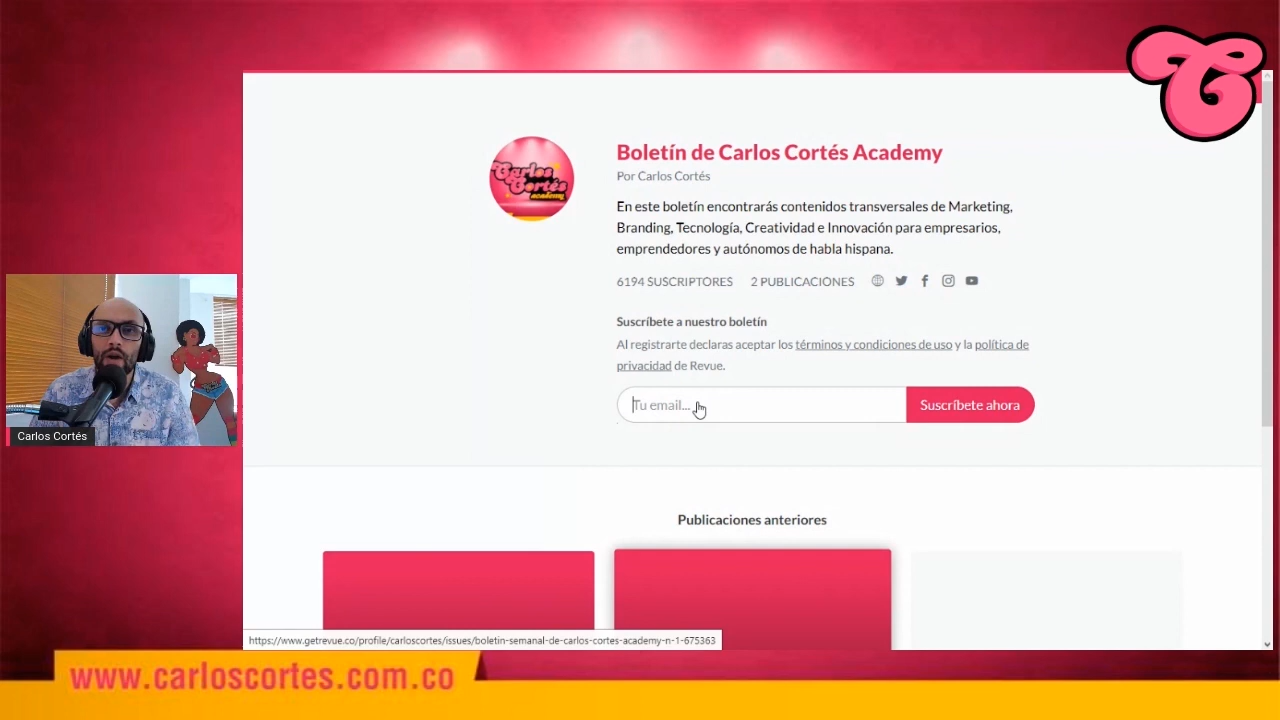 Boletín de Carlos Cortés Academy
Por Carlos Cortés
En este boletín encontrarás contenidos transversales de Marketing,
Branding, Tecnología, Creatividad e Innovación para empresarios,
emprendedores y autónomos de habla hispana.
6194 SUSCRIPTORES 2 PUBLICACIONES
Suscríbete a nuestro boletín
Al registrarte declaras aceptar los términos y condiciones de uso y la política de
privacidad de Revue.
Tu email... Suscríbete ahora
Publicaciones anteriores
https://www.getrevue.co/profile/carloscortes/issues/boletin-semanal-de-carlos-cortes-academy-n-1-675363
Carlos Cortés academy
Carlos Cortés
www.carloscortes.com.co